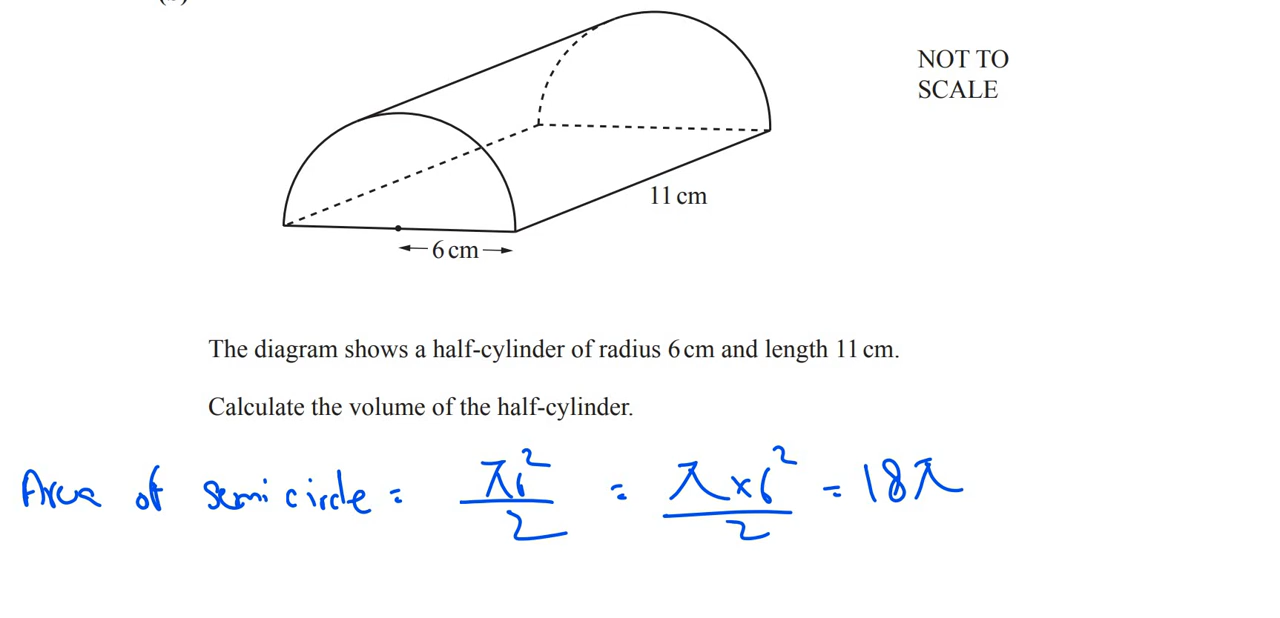 NOT TO
SCALE
11 cm
6 cm
The diagram shows a half-cylinder of radius 6 cm and length 11 cm.
Calculate the volume of the half-cylinder.
Area of semicircle = πr²/2 = π×6²/2 = 18π